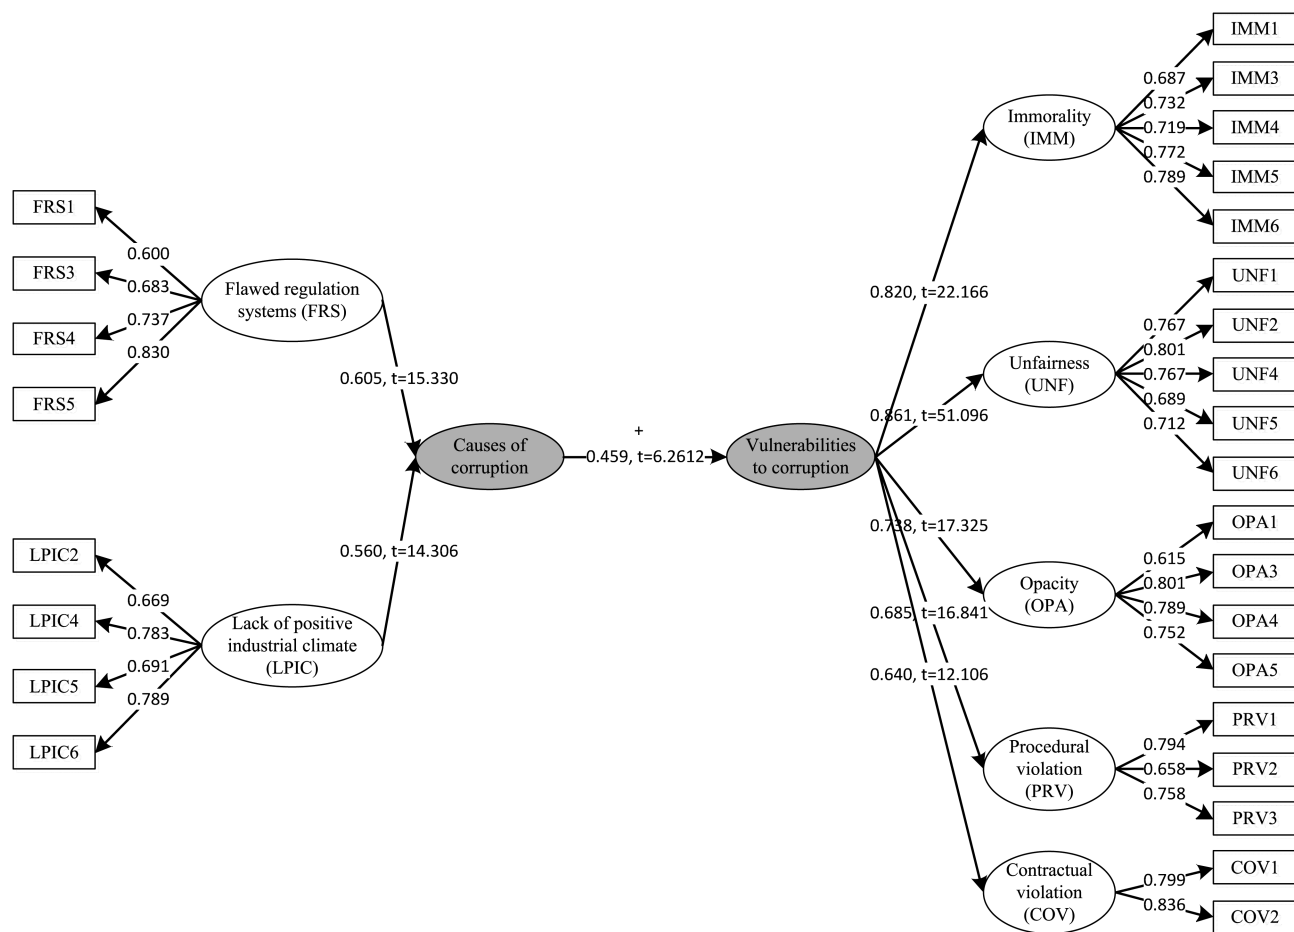 FRS1
FRS3
FRS4
FRS5
0.600
0.683
0.737
0.830
Flawed regulation
systems (FRS)
0.605, t=15.330
LPIC2
LPIC4
LPIC5
LPIC6
0.669
0.783
0.691
0.789
Lack of positive
industrial climate
(LPIC)
0.560, t=14.306
Causes of
corruption
+
0.459, t=6.2612
Vulnerabilities
to corruption
0.820, t=22.166
0.861, t=51.096
0.738, t=17.325
0.685, t=16.841
0.640, t=12.106
Immorality
(IMM)
0.687
0.732
0.719
0.772
0.789
IMM1
IMM3
IMM4
IMM5
IMM6
Unfairness
(UNF)
0.767
0.801
0.767
0.689
0.712
UNF1
UNF2
UNF4
UNF5
UNF6
Opacity
(OPA)
0.615
0.801
0.789
0.752
OPA1
OPA3
OPA4
OPA5
Procedural
violation
(PRV)
0.794
0.658
0.758
PRV1
PRV2
PRV3
Contractual
violation
(COV)
0.799
0.836
COV1
COV2